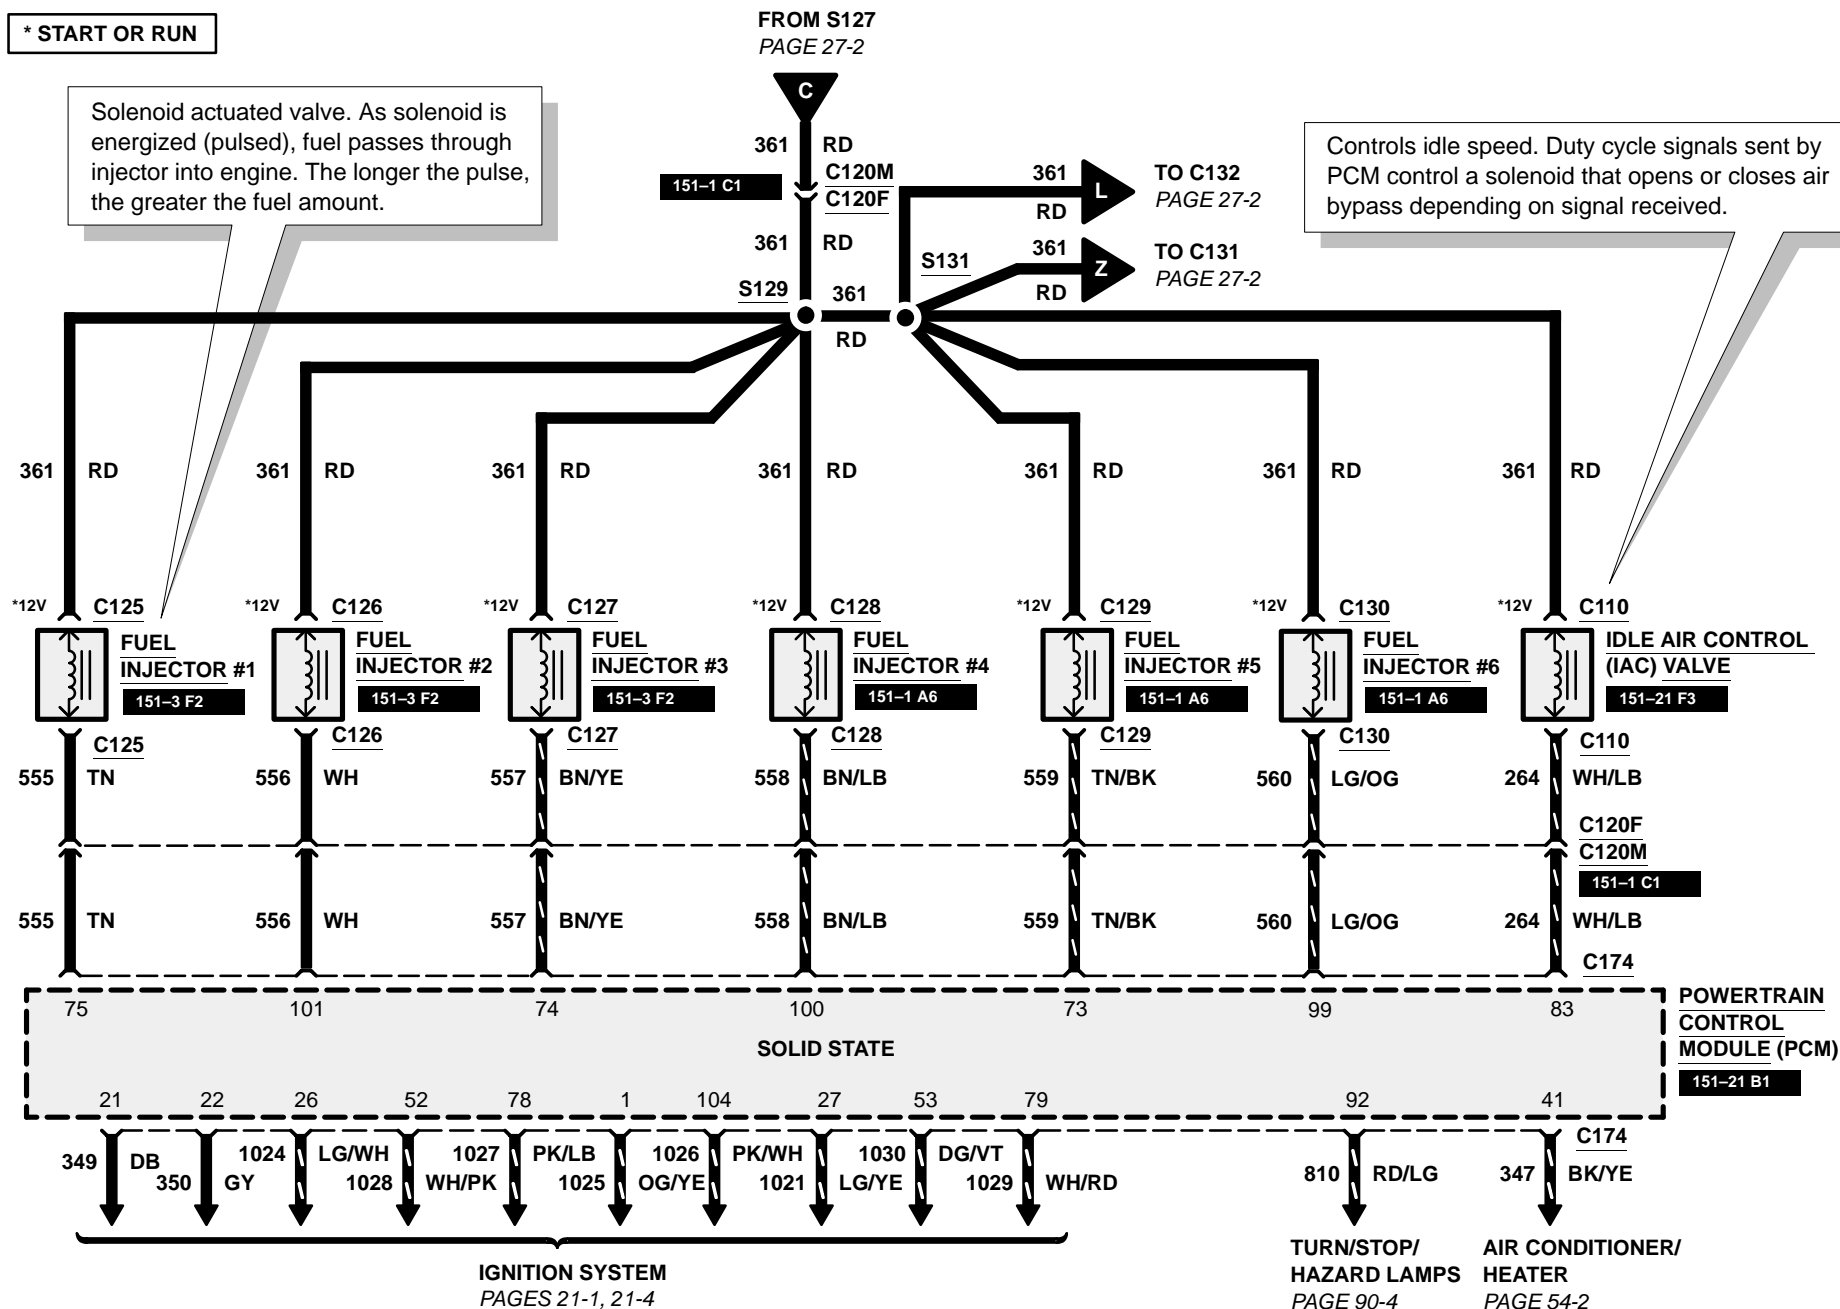 * START OR RUN
FROM S127
PAGE 27-2
C
Solenoid actuated valve. As solenoid is
energized (pulsed), fuel passes through
injector into engine. The longer the pulse,
the greater the fuel amount.
Controls idle speed. Duty cycle signals sent by
PCM control a solenoid that opens or closes air
bypass depending on signal received.
361 RD
151–1 C1
C120M
C120F
361 RD
361
RD
L
TO C132
PAGE 27-2
361
RD
Z
TO C131
PAGE 27-2
S129
361
RD
S131
361 RD 361 RD 361 RD 361 RD 361 RD 361 RD 361 RD
*12V C125 *12V C126 *12V C127 *12V C128 *12V C129 *12V C130 *12V C110
FUEL
INJECTOR #1
151–3 F2
FUEL
INJECTOR #2
151–3 F2
FUEL
INJECTOR #3
151–3 F2
FUEL
INJECTOR #4
151–1 A6
FUEL
INJECTOR #5
151–1 A6
FUEL
INJECTOR #6
151–1 A6
IDLE AIR CONTROL
(IAC) VALVE
151–21 F3
C125 C126 C127 C128 C129 C130 C110
555 TN 556 WH 557 BN/YE 558 BN/LB 559 TN/BK 560 LG/OG 264 WH/LB
C120F
C120M
151–1 C1
555 TN 556 WH 557 BN/YE 558 BN/LB 559 TN/BK 560 LG/OG 264 WH/LB
C174
75 101 74 100 73 99 83
SOLID STATE
POWERTRAIN
CONTROL
MODULE (PCM)
151–21 B1
21 22 26 52 78 1 104 27 53 79 92 41
C174
349 DB
350 GY
1024 LG/WH
1028 WH/PK
1027 PK/LB
1025 OG/YE
1026 PK/WH
1021 LG/YE
1030 DG/VT
1029 WH/RD
810 RD/LG
347 BK/YE
IGNITION SYSTEM
PAGES 21-1, 21-4
TURN/STOP/
HAZARD LAMPS
PAGE 90-4
AIR CONDITIONER/
HEATER
PAGE 54-2